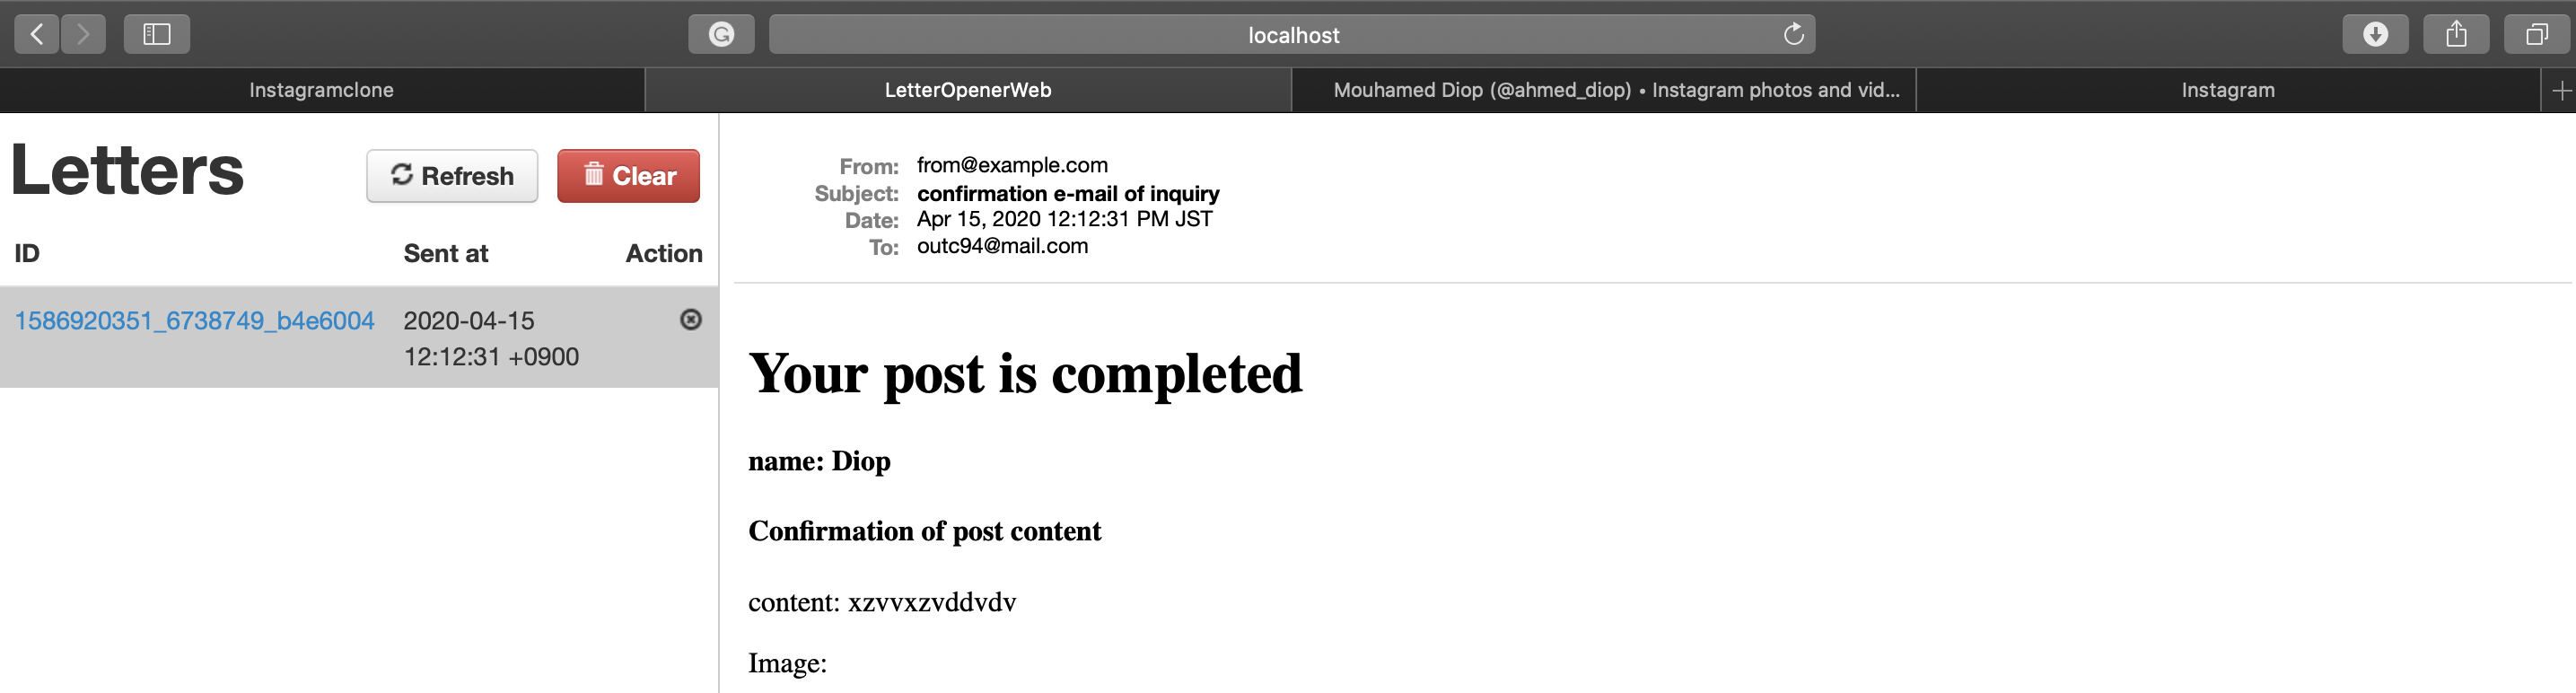 localhost
Instagramclone
LetterOpenerWeb
Mouhamed Diop (@ahmed_diop) • Instagram photos and vid...
Instagram
Letters
Refresh
Clear
ID Sent at Action
1586920351_6738749_b4e6004 2020-04-15
12:12:31 +0900
From: from@example.com
Subject: confirmation e-mail of inquiry
Date: Apr 15, 2020 12:12:31 PM JST
To: outc94@mail.com
Your post is completed
name: Diop
Confirmation of post content
content: xzvvxzvddvdv
Image: